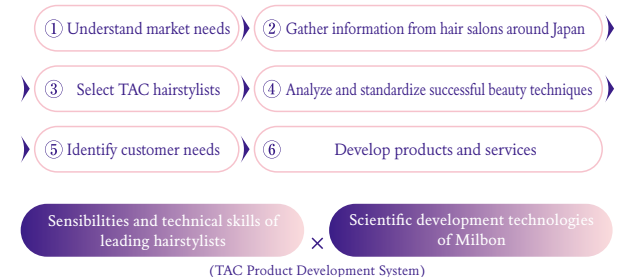 ① Understand market needs
② Gather information from hair salons around Japan
③ Select TAC hairstylists
④ Analyze and standardize successful beauty techniques
⑤ Identify customer needs
⑥ Develop products and services
Sensibilities and technical skills of
leading hairstylists
×
Scientific development technologies
of Milbon
(TAC Product Development System)